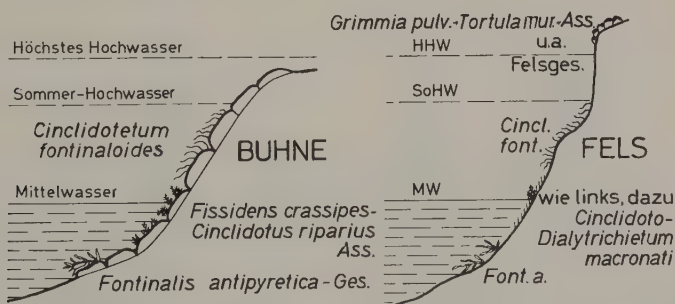 Höchstes Hochwasser
Sommer-Hochwasser
Cinclidotetum
fontinaloides
BUHNE
Mittelwasser
Fissidens crassipes-
Cinclidotus riparius
Ass.
Fontinalis antipyretica-Ges.
Grimmia pulv.-Tortula mur.-Ass.
HHW
u.a.
Felsges.
SoHW
Cincl.
font.
FELS
MW
wie links, dazu
Cinclidoto-
Dialytrichietum
macronati
Font.a.